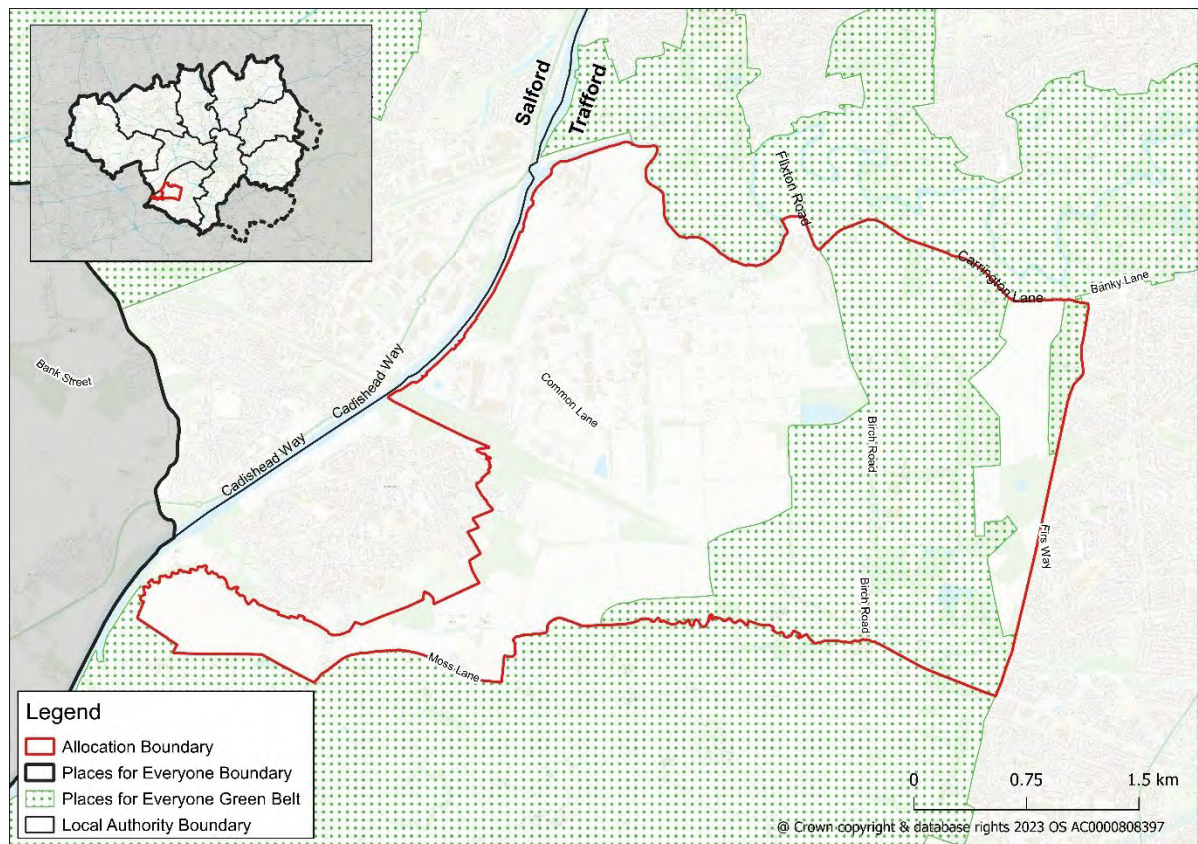 Salford
Trafford
Flixton Road
Carrington Lane
Banky Lane
Bank Street
Cadishead Way
Common Lane
Cadishead Way
Birch Road
Firs Way
Birch Road
Moss Lane
Legend
Allocation Boundary
Places for Everyone Boundary
Places for Everyone Green Belt
Local Authority Boundary
0 0.75 1.5 km
@ Crown copyright & database rights 2023 OS AC0000808397